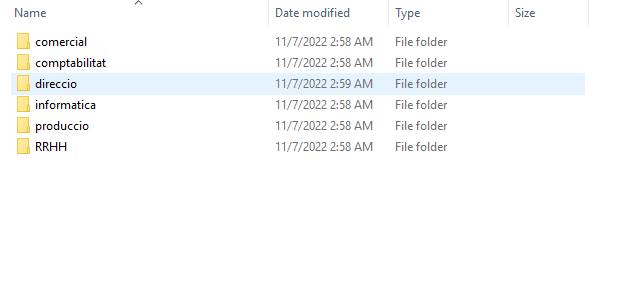 Name Date modified Type Size
comercial 11/7/2022 2:58 AM File folder
comptabilitat 11/7/2022 2:58 AM File folder
direccio 11/7/2022 2:59 AM File folder
informatica 11/7/2022 2:58 AM File folder
produccio 11/7/2022 2:58 AM File folder
RRHH 11/7/2022 2:58 AM File folder